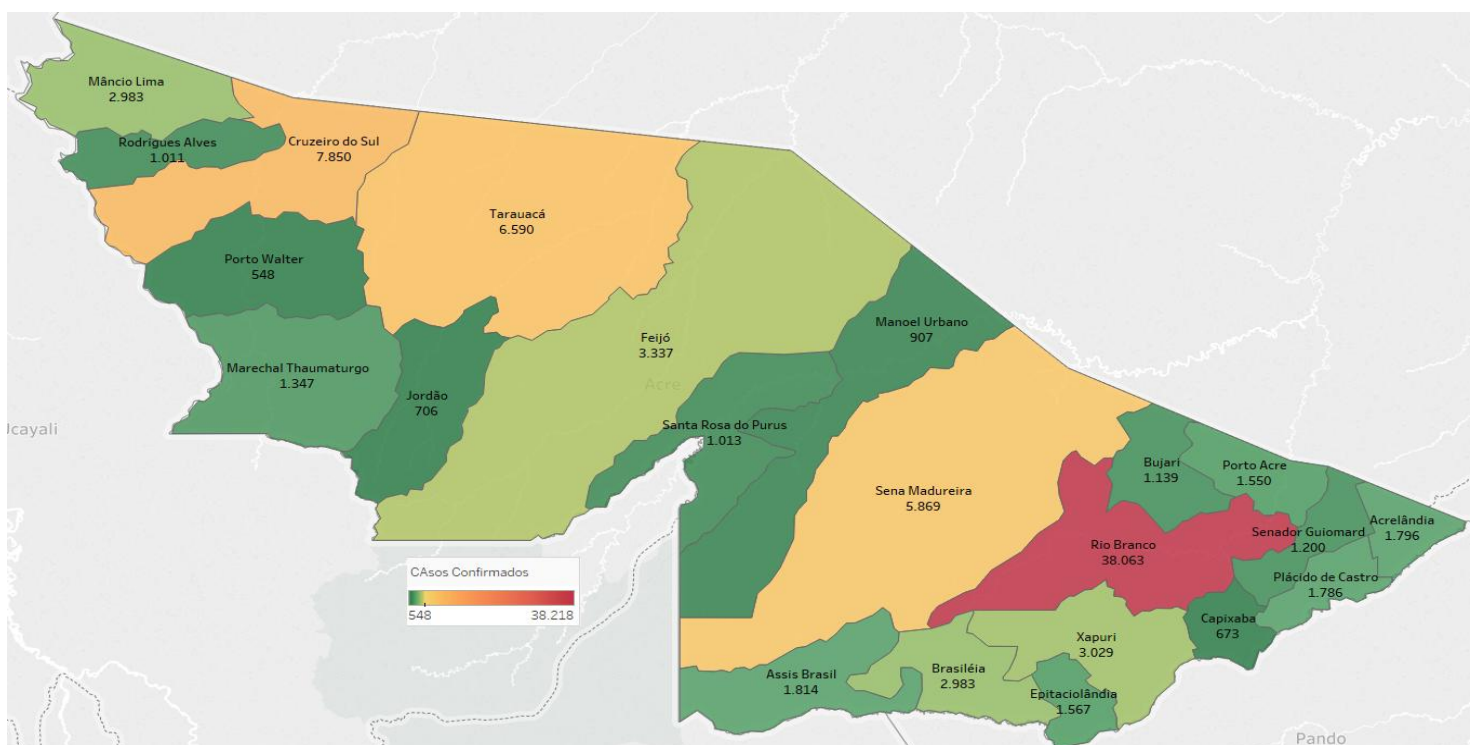 Mâncio Lima
2.983
Rodrigues Alves
1.011
Cruzeiro do Sul
7.850
Tarauacá
6.590
Porto Walter
548
Marechal Thaumaturgo
1.347
Jordão
706
Feijó
3.337
Acre
Manoel Urbano
907
Santa Rosa do Purus
1.013
Ucayali
Sena Madureira
5.869
Bujari
1.139
Porto Acre
1.550
Rio Branco
38.063
Senador Guiomard
1.200
Acrelândia
1.796
Plácido de Castro
1.786
Capixaba
673
Xapuri
3.029
Assis Brasil
1.814
Brasiléia
2.983
Epitaciolândia
1.567
CAsos Confirmados
548 38.218
Pando